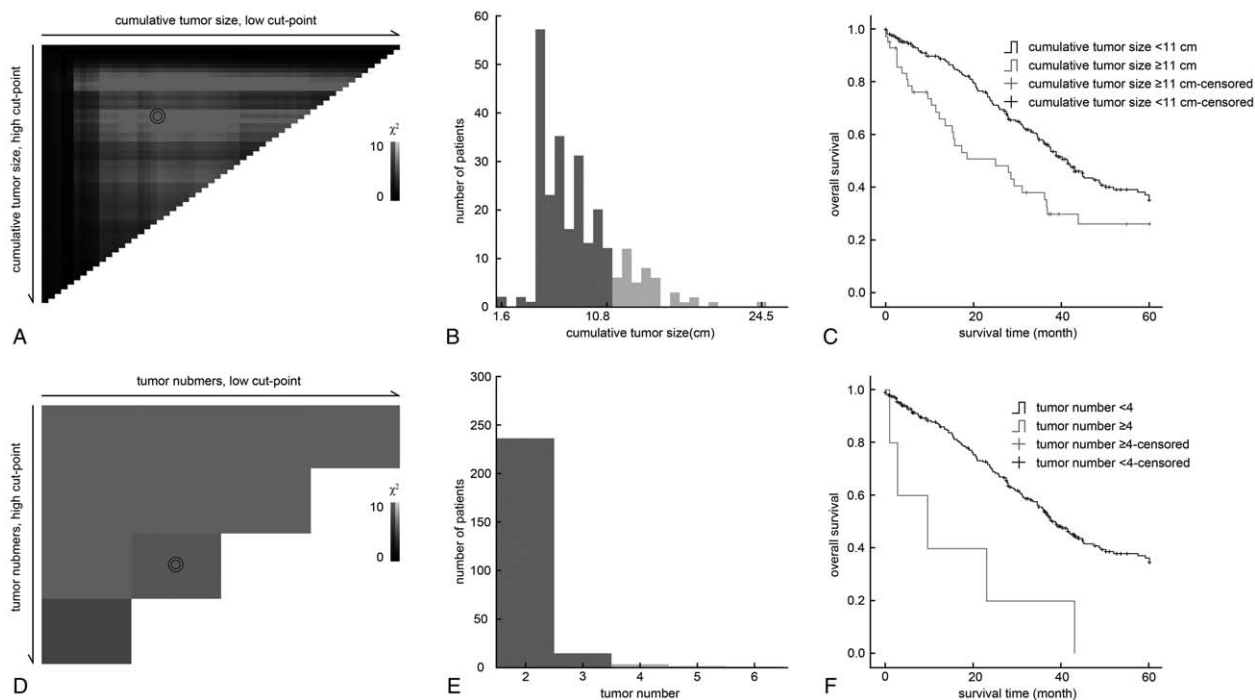 cumulative tumor size, low cut-point
cumulative tumor size, high cut-point
χ²
10
0
A
number of patients
60
50
40
30
20
10
0
1.6
10.8
24.5
cumulative tumor size(cm)
B
overall survival
1.0
0.8
0.6
0.4
0.2
0.0
cumulative tumor size <11 cm
cumulative tumor size ≥11 cm
cumulative tumor size ≥11 cm-censored
cumulative tumor size <11 cm-censored
0
20
40
60
survival time (month)
C
tumor nubmers, low cut-point
tumor nubmers, high cut-point
χ²
10
0
D
number of patients
300
250
200
150
100
50
0
2
3
4
5
6
tumor number
E
overall survival
1.0
0.8
0.6
0.4
0.2
0.0
tumor number <4
tumor number ≥4
tumor number ≥4-censored
tumor number <4-censored
0
20
40
60
survival time (month)
F